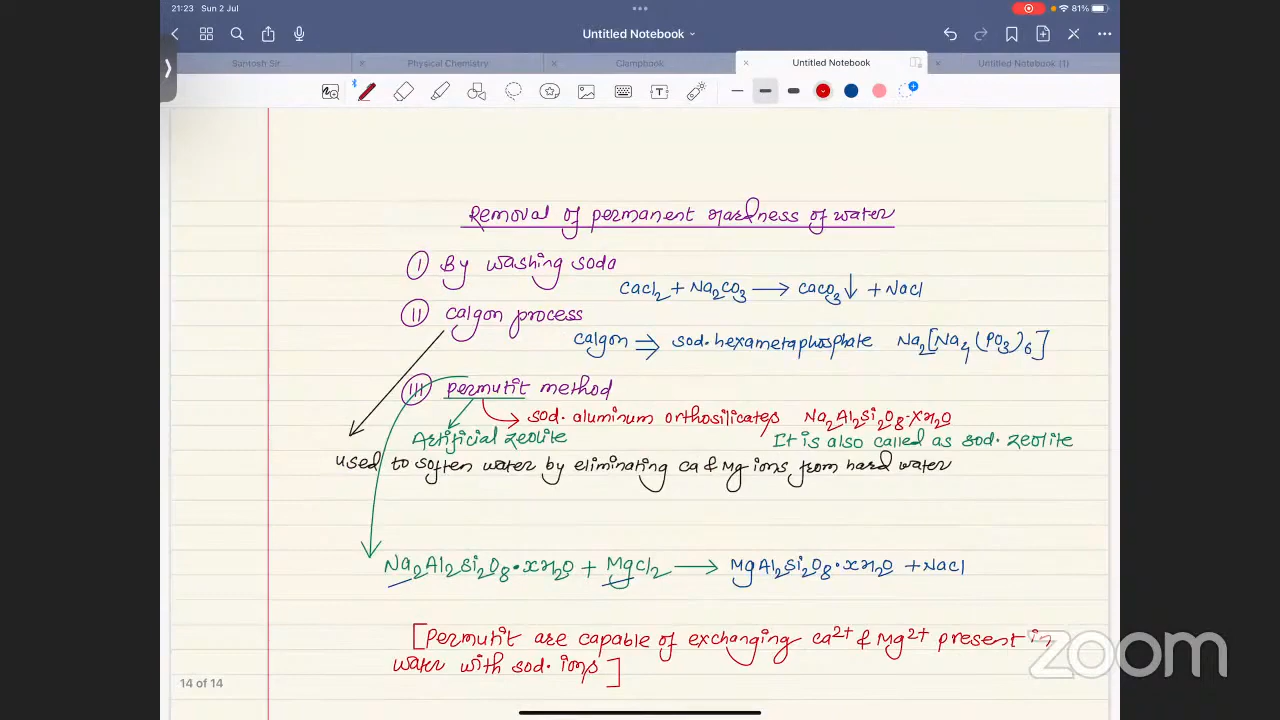 21:23 Sun 2 Jul
81%
Untitled Notebook
Santosh Sir
Physical Chemistry
Clampbook
Untitled Notebook
Untitled Notebook (1)
Removal of permanent Hardness of water
I By washing soda
CaCl2 + Na2CO3 → CaCO3↓ + NaCl
II calgon process
calgon ⇒ sod. hexametaphosphate Na2[Na4(PO3)6]
III permutit method
→ sod. aluminum orthosilicates Na2Al2Si2O8·XH2O
Artificial zeolite It is also called as sod. zeolite
used to soften water by eliminating Ca & Mg ions from hard water
Na2Al2Si2O8·xH2O + MgCl2 → MgAl2Si2O8·xH2O + NaCl
[Permutit are capable of exchanging Ca2+ & Mg2+ present in
water with sod. ions]
zoom
14 of 14